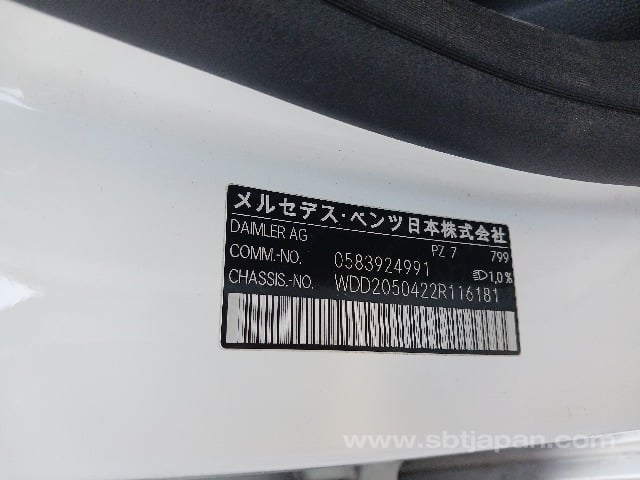 メルセデス・ベンツ日本株式会社
DAIMLER AG PZ 7 799
COMM.-NO. 0583924991 1,0%
CHASSIS.-NO. WDD2050422R116181
www.sbtjapan.com